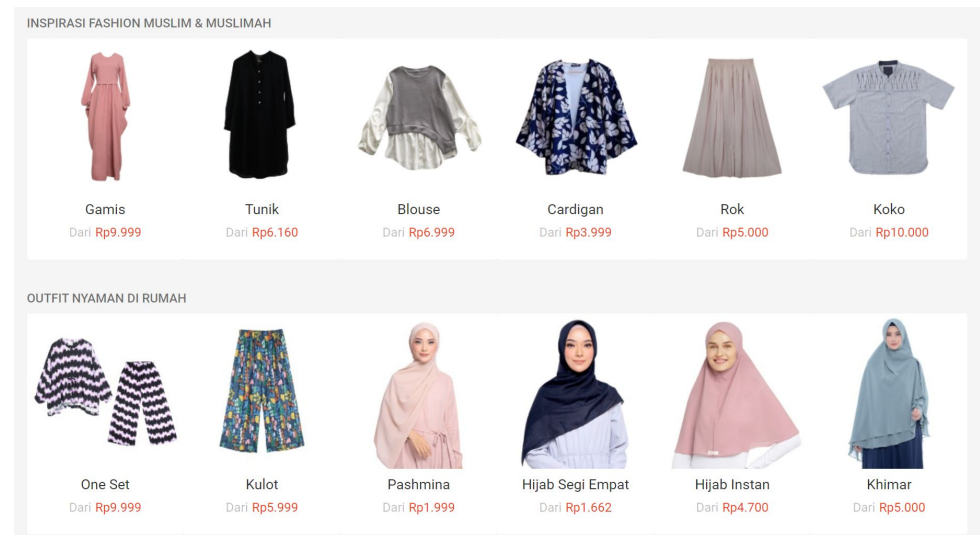 INSPIRASI FASHION MUSLIM & MUSLIMAH
Gamis
Dari Rp9.999
Tunik
Dari Rp6.160
Blouse
Dari Rp6.999
Cardigan
Dari Rp3.999
Rok
Dari Rp5.000
Koko
Dari Rp10.000
OUTFIT NYAMAN DI RUMAH
One Set
Dari Rp9.999
Kulot
Dari Rp5.999
Pashmina
Dari Rp1.999
Hijab Segi Empat
Dari Rp1.662
Hijab Instan
Dari Rp4.700
Khimar
Dari Rp5.000